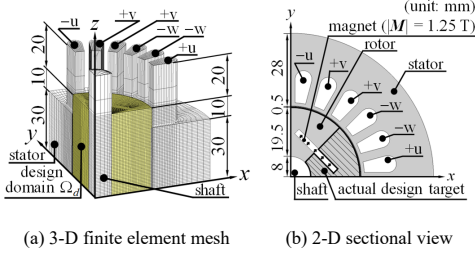 (unit: mm)
y
magnet (|M| = 1.25 T)
rotor
stator
−u
+v
+v
−w
−w
+u
28
0.5
19.5
8
x
shaft
actual design target
z
−u
+v
+v
−w
−w
+u
20
10
30
20
10
30
y
x
stator
design
domain Ωd
shaft
(a) 3-D finite element mesh
(b) 2-D sectional view